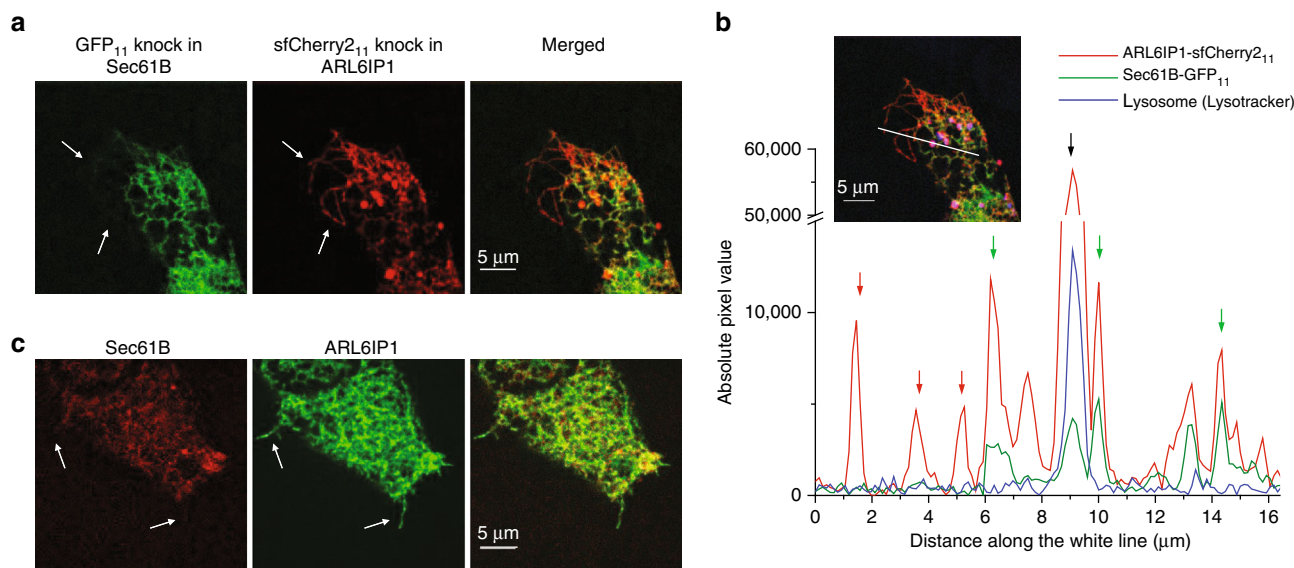 a
GFP₁₁ knock in
Sec61B
sfCherry2₁₁ knock in
ARL6IP1
Merged
5 μm
c
Sec61B
ARL6IP1
5 μm
b
ARL6IP1-sfCherry2₁₁
Sec61B-GFP₁₁
Lysosome (Lysotracker)
5 μm
60,000
50,000
10,000
0
Absolute pixel value
0 2 4 6 8 10 12 14 16
Distance along the white line (μm)